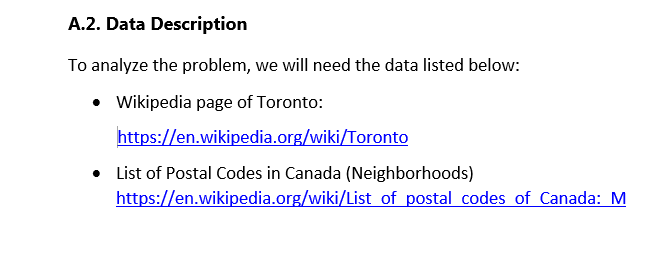 A.2. Data Description
To analyze the problem, we will need the data listed below:
• Wikipedia page of Toronto:
https://en.wikipedia.org/wiki/Toronto
• List of Postal Codes in Canada (Neighborhoods)
https://en.wikipedia.org/wiki/List_of_postal_codes_of_Canada:_M